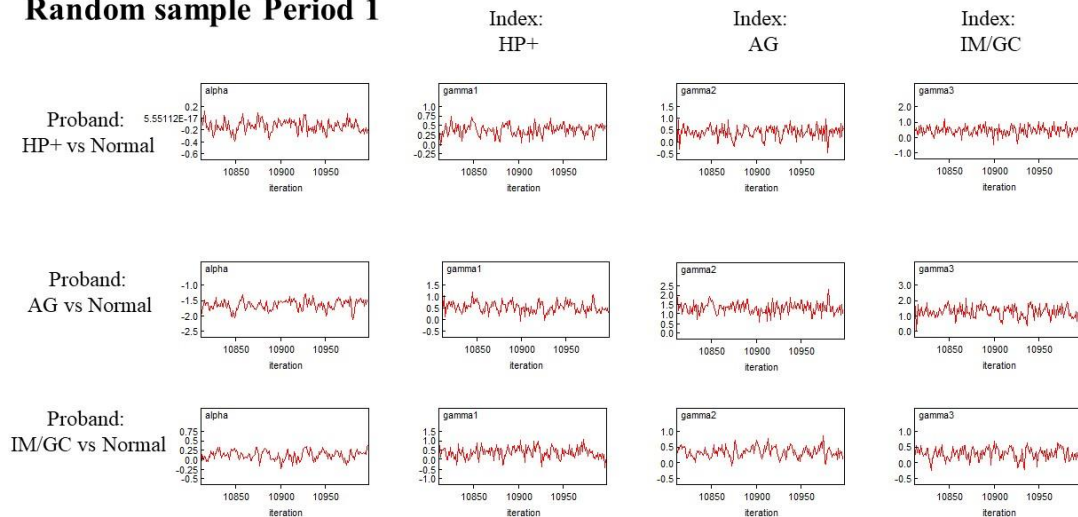 Random sample Period 1
Index:
HP+
Index:
AG
Index:
IM/GC
Proband:
HP+ vs Normal
alpha
0.2
5.55112E-17
-0.2
-0.4
-0.6
10850 10900 10950
iteration
gamma1
1.0
0.75
0.5
0.25
0.0
-0.25
10850 10900 10950
iteration
gamma2
1.5
1.0
0.5
0.0
-0.5
10850 10900 10950
iteration
gamma3
2.0
1.0
0.0
-1.0
10850 10900 10950
iteration
Proband:
AG vs Normal
alpha
-1.0
-1.5
-2.0
-2.5
10850 10900 10950
iteration
gamma1
1.5
1.0
0.5
0.0
-0.5
10850 10900 10950
iteration
gamma2
2.5
2.0
1.5
1.0
0.5
0.0
10850 10900 10950
iteration
gamma3
3.0
2.0
1.0
0.0
10850 10900 10950
iteration
Proband:
IM/GC vs Normal
alpha
0.75
0.5
0.25
0.0
-0.25
-0.5
10850 10900 10950
iteration
gamma1
1.5
1.0
0.5
0.0
-0.5
-1.0
10850 10900 10950
iteration
gamma2
1.0
0.5
0.0
-0.5
10850 10900 10950
iteration
gamma3
1.0
0.5
0.0
-0.5
10850 10900 10950
iteration